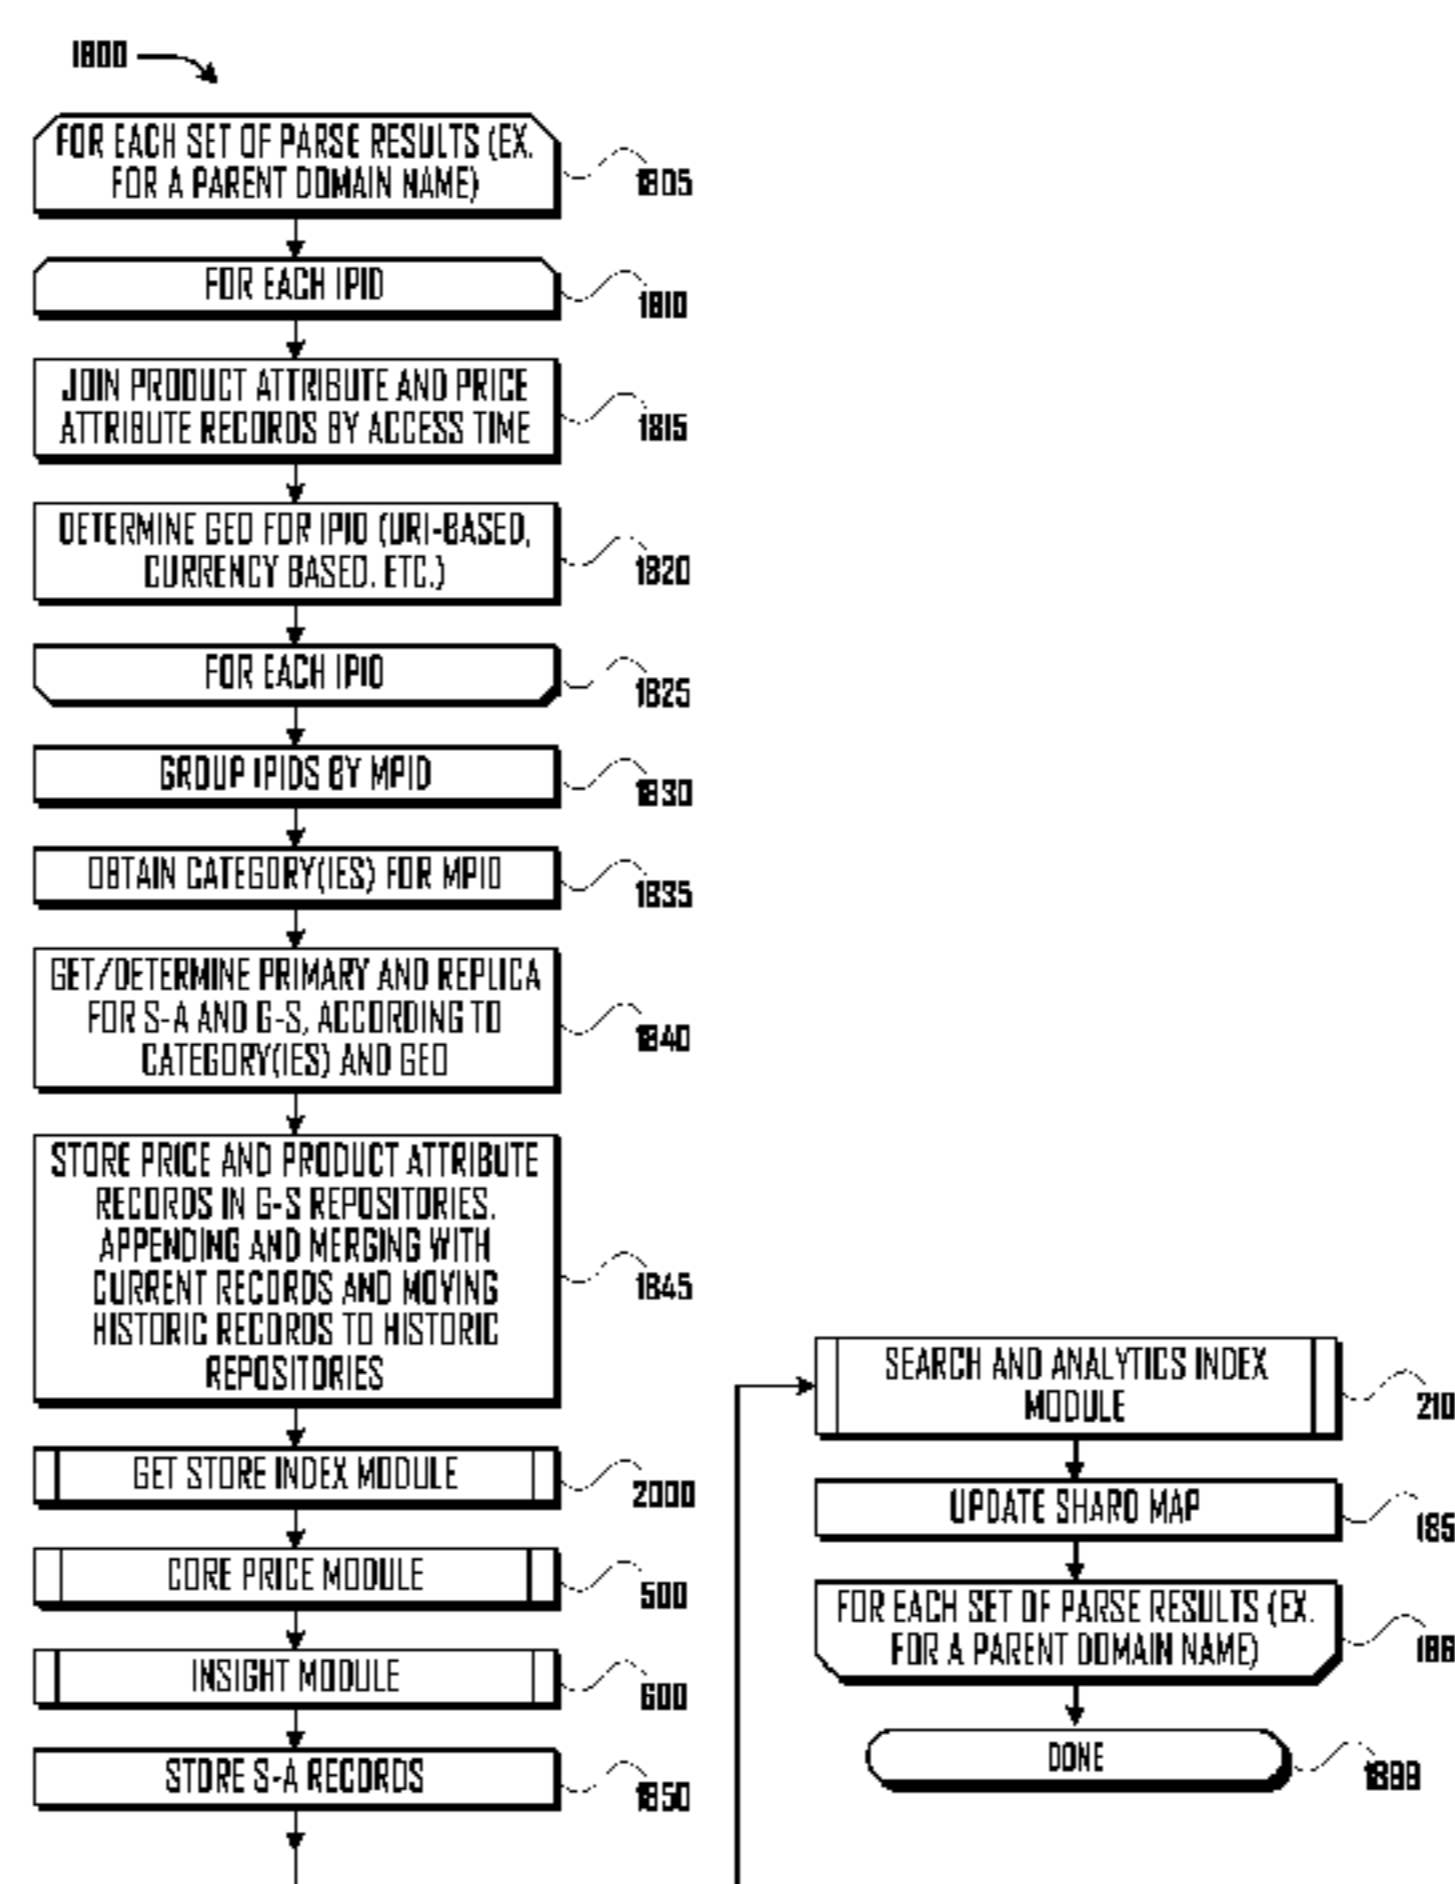 1800
FOR EACH SET OF PARSE RESULTS (EX.
FOR A PARENT DOMAIN NAME)
1805
FOR EACH IPID
1810
JOIN PRODUCT ATTRIBUTE AND PRICE
ATTRIBUTE RECORDS BY ACCESS TIME
1815
DETERMINE GEO FOR IPID (URI-BASED,
CURRENCY BASED, ETC.)
1820
FOR EACH IPID
1825
GROUP IPIDS BY MPID
1830
OBTAIN CATEGORY(IES) FOR MPID
1835
GET/DETERMINE PRIMARY AND REPLICA
FOR S-A AND G-S, ACCORDING TO
CATEGORY(IES) AND GEO
1840
STORE PRICE AND PRODUCT ATTRIBUTE
RECORDS IN G-S REPOSITORIES,
APPENDING AND MERGING WITH
CURRENT RECORDS AND MOVING
HISTORIC RECORDS TO HISTORIC
REPOSITORIES
1845
GET STORE INDEX MODULE
2000
CORE PRICE MODULE
500
INSIGHT MODULE
600
STORE S-A RECORDS
1850
SEARCH AND ANALYTICS INDEX
MODULE
210
UPDATE SHARD MAP
185
FOR EACH SET OF PARSE RESULTS (EX.
FOR A PARENT DOMAIN NAME)
186
DONE
1899